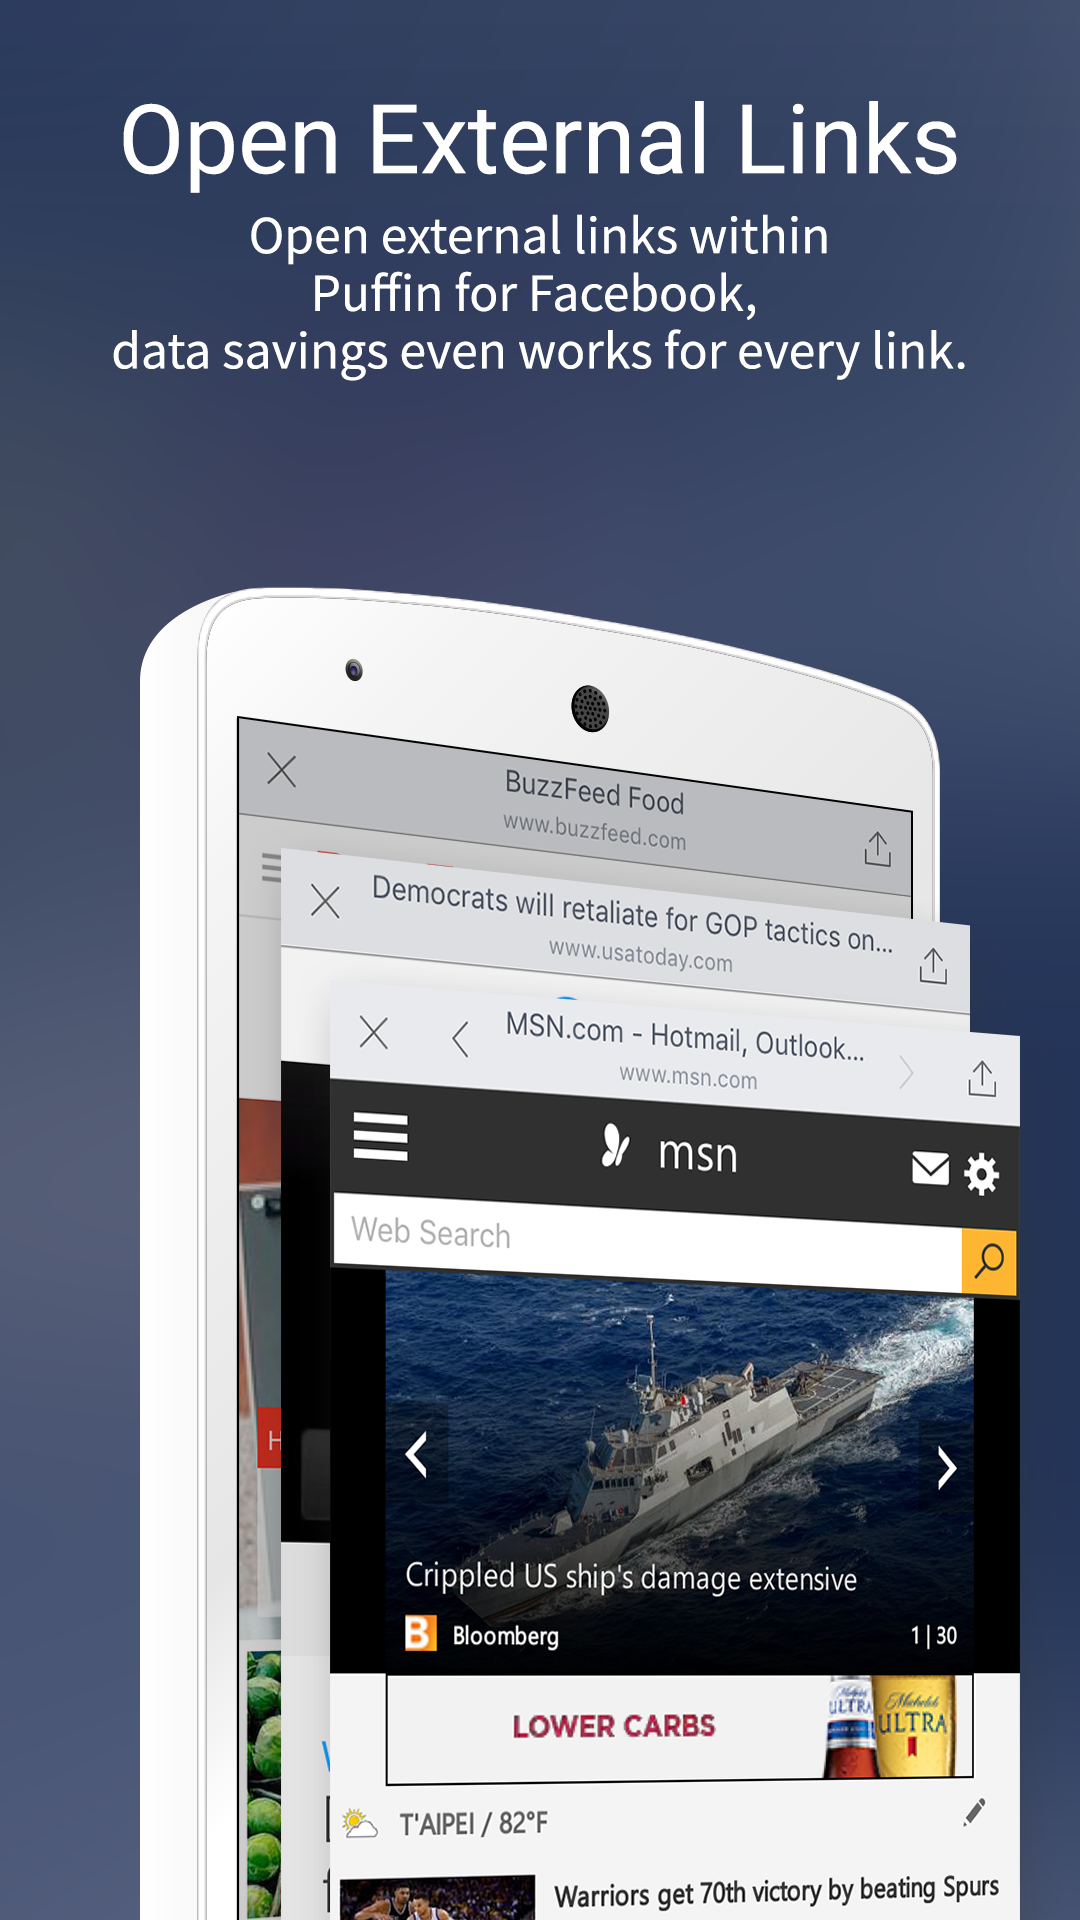 Open External Links
Open external links within
Puffin for Facebook,
data savings even works for every link.
BuzzFeed Food
www.buzzfeed.com
Democrats will retaliate for GOP tactics on...
www.usatoday.com
MSN.com - Hotmail, Outlook...
www.msn.com
msn
Web Search
H
Crippled US ship's damage extensive
B Bloomberg 1 | 30
LOWER CARBS
ULTRA
Michelob
ULTRA
T'AIPEI / 82°F
Warriors get 70th victory by beating Spurs